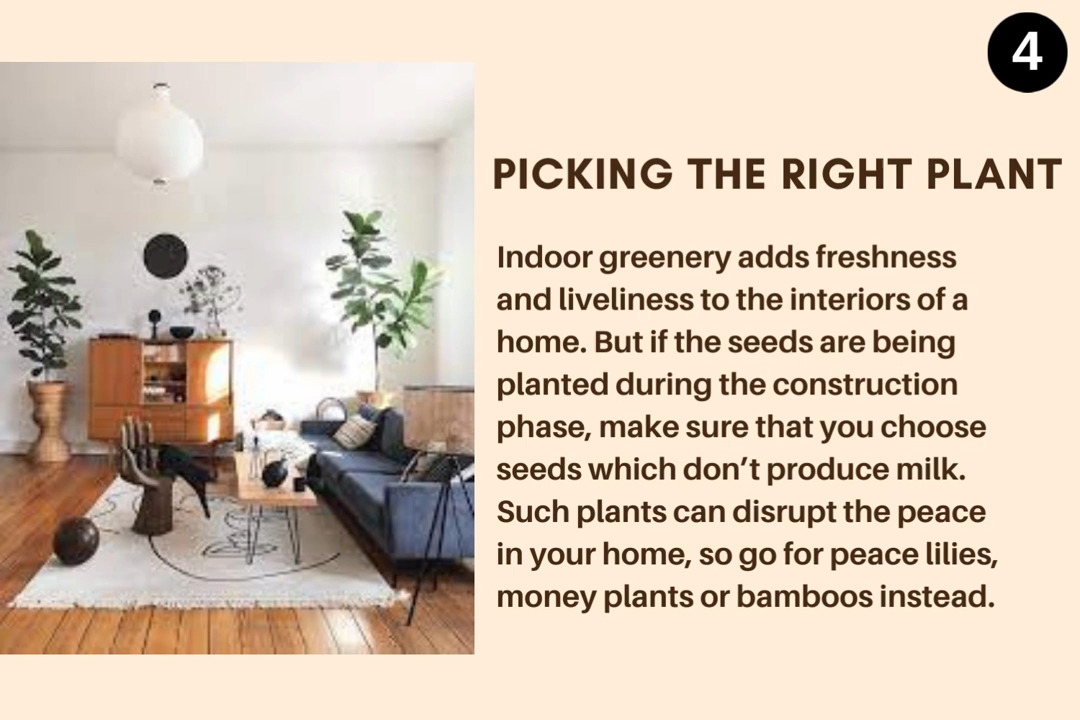 4
PICKING THE RIGHT PLANT
Indoor greenery adds freshness
and liveliness to the interiors of a
home. But if the seeds are being
planted during the construction
phase, make sure that you choose
seeds which don’t produce milk.
Such plants can disrupt the peace
in your home, so go for peace lilies,
money plants or bamboos instead.